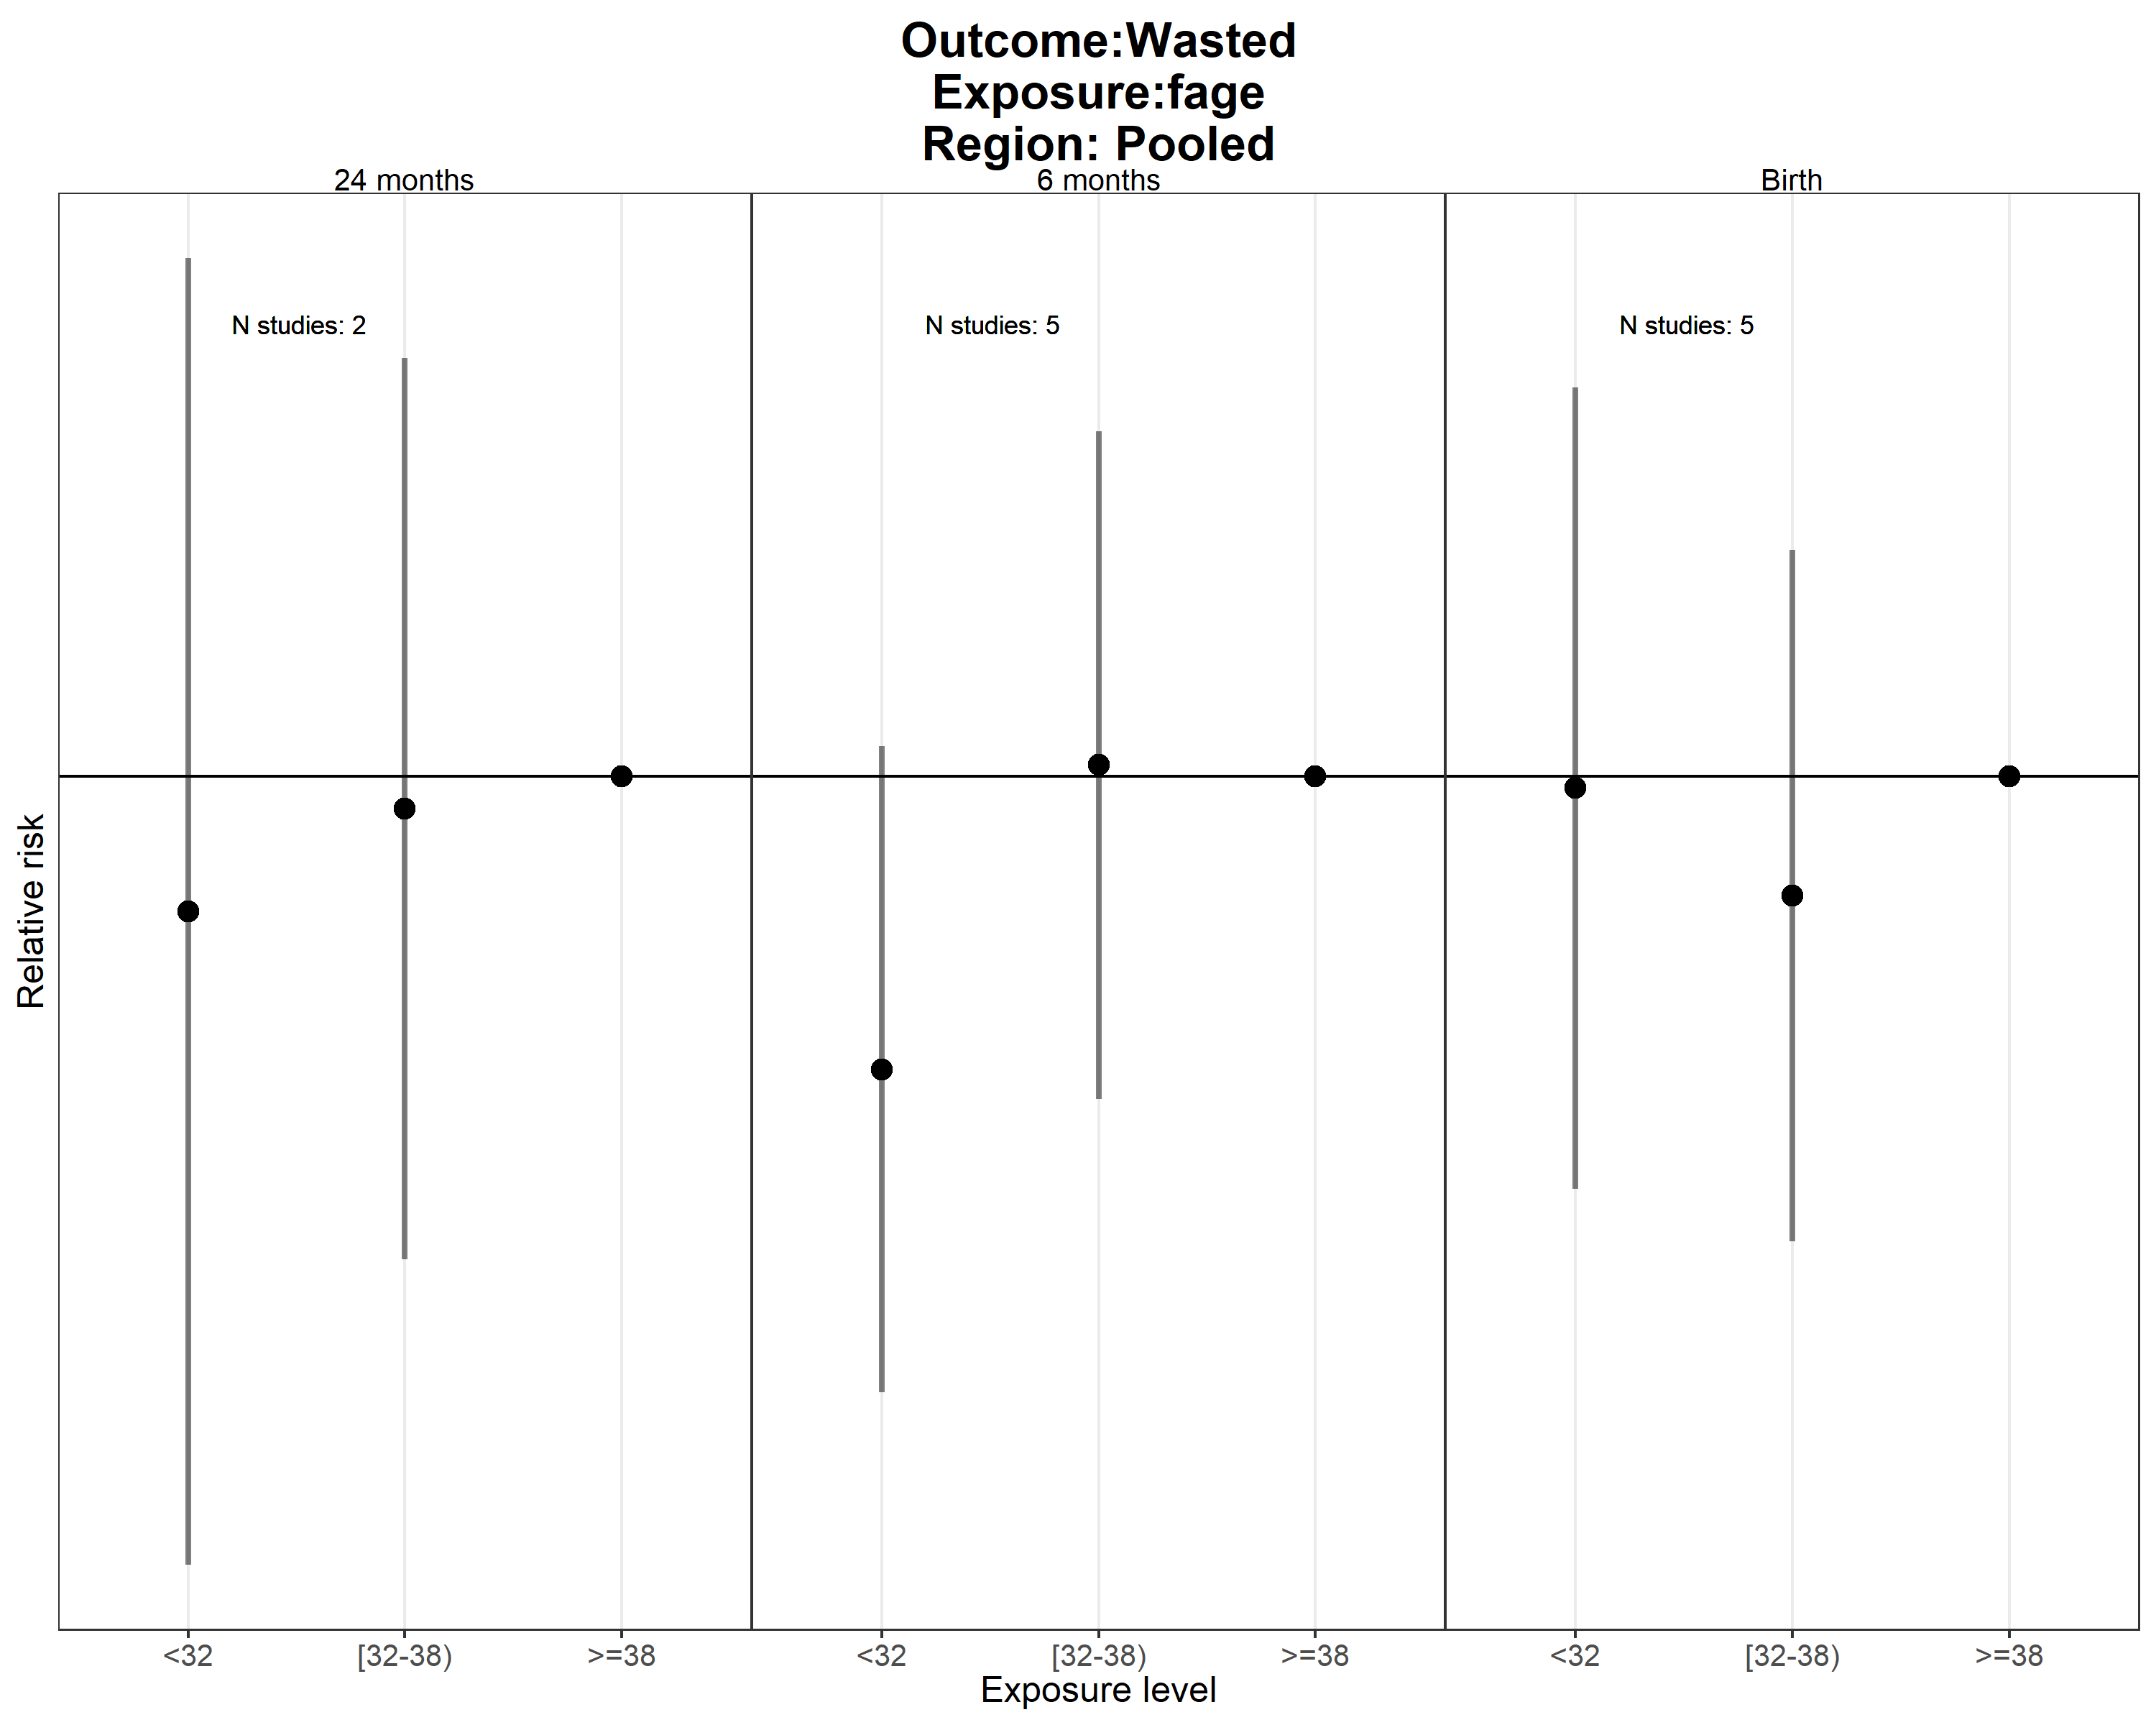 Outcome:Wasted
Exposure:fage
Region: Pooled
24 months
6 months
Birth
N studies: 2
N studies: 5
N studies: 5
Relative risk
<32
[32-38)
>=38
<32
[32-38)
>=38
<32
[32-38)
>=38
Exposure level